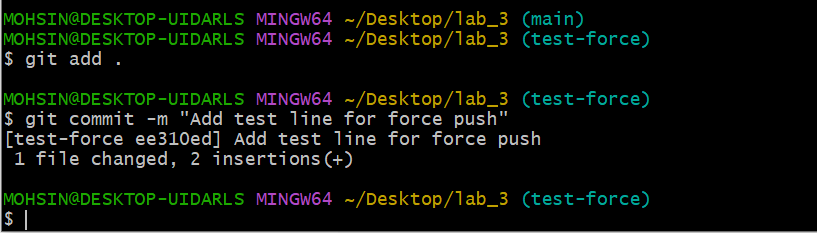 MOHSIN@DESKTOP-UIDARLS MINGW64 ~/Desktop/lab_3 (main)
MOHSIN@DESKTOP-UIDARLS MINGW64 ~/Desktop/lab_3 (test-force)
$ git add .
MOHSIN@DESKTOP-UIDARLS MINGW64 ~/Desktop/lab_3 (test-force)
$ git commit -m "Add test line for force push"
[test-force ee310ed] Add test line for force push
 1 file changed, 2 insertions(+)
MOHSIN@DESKTOP-UIDARLS MINGW64 ~/Desktop/lab_3 (test-force)
$